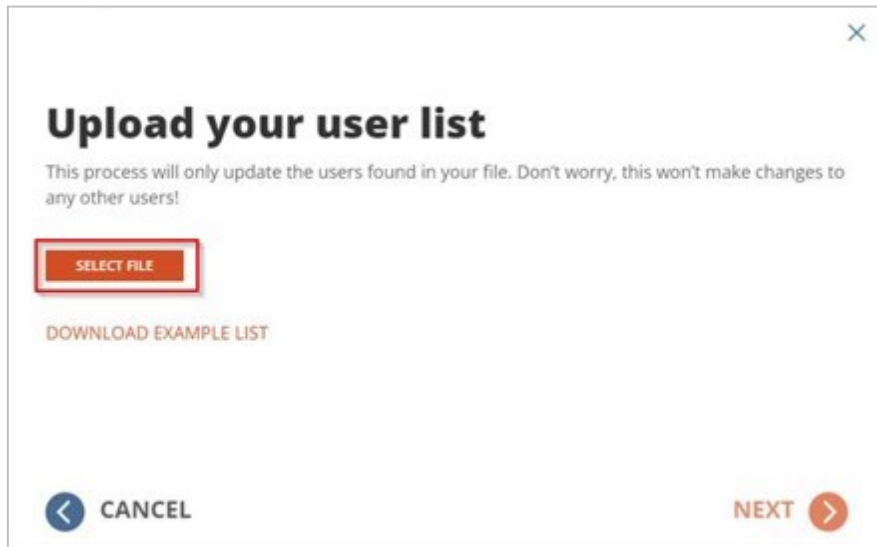 Upload your user list
This process will only update the users found in your file. Don't worry, this won't make changes to
any other users!
SELECT FILE
DOWNLOAD EXAMPLE LIST
CANCEL
NEXT